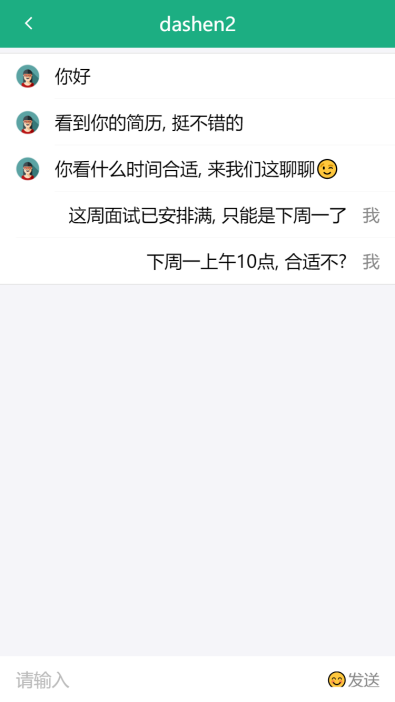 dashen2
你好
看到你的简历, 挺不错的
你看什么时间合适, 来我们这聊聊😉
这周面试已安排满, 只能是下周一了 我
下周一上午10点, 合适不? 我
请输入 😊发送